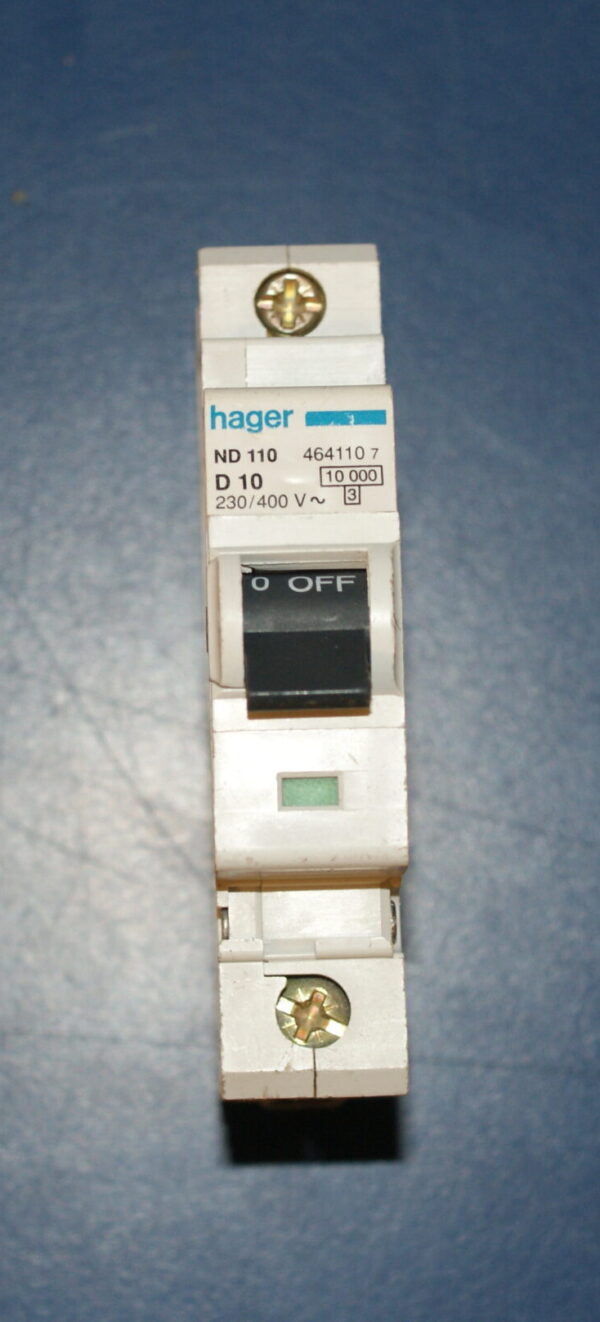 hager
ND 110 464110 7
D 10 10 000
230/400 V~ 3
0 OFF